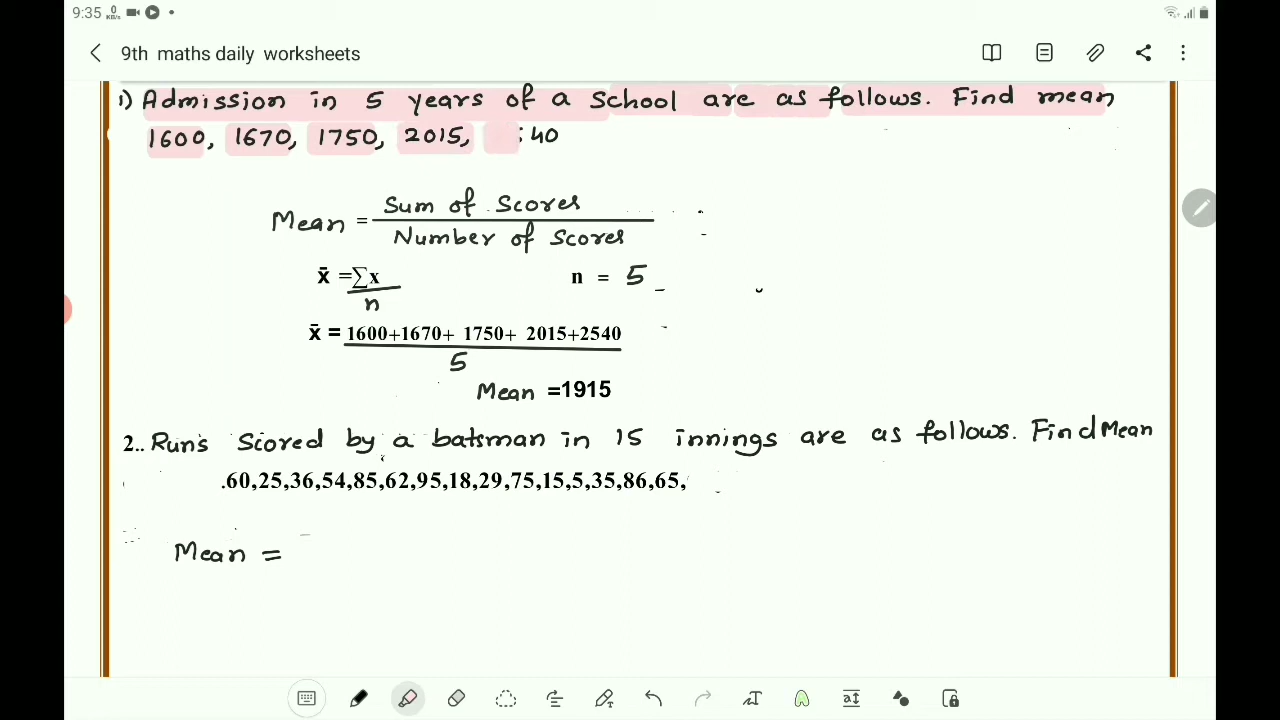 9:35 0 KB/s
9th maths daily worksheets
1) Admission in 5 years of a school are as follows. Find mean
1600, 1670, 1750, 2015, 40
Mean = Sum of Scores
Number of Scores
x̄ =∑x n = 5
n
x̄ = 1600+1670+ 1750+ 2015+2540
5
Mean =1915
2.. Runs Scored by a batsman in 15 innings are as follows. Find Mean
.60,25,36,54,85,62,95,18,29,75,15,5,35,86,65,
Mean =